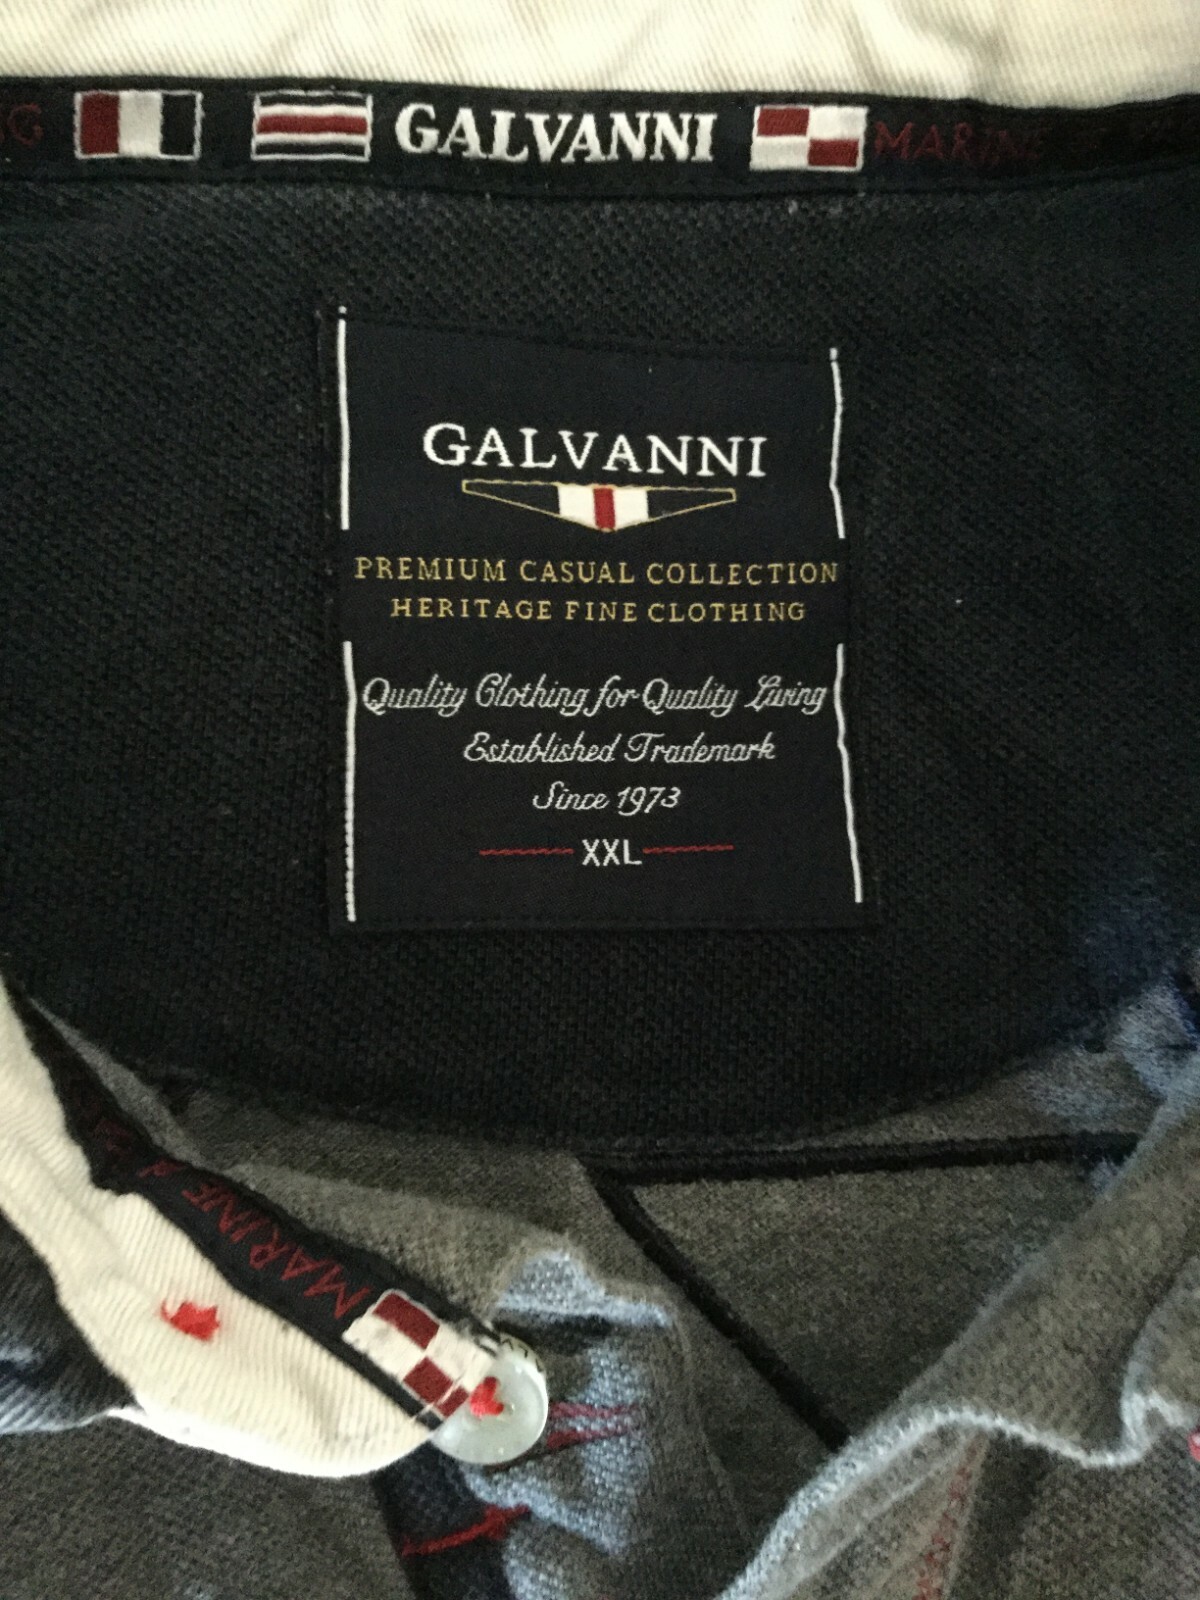 GALVANNI
MARINE
GALVANNI
PREMIUM CASUAL COLLECTION
HERITAGE FINE CLOTHING
Quality Clothing for Quality Living
Established Trademark
Since 1973
XXL
MARINE